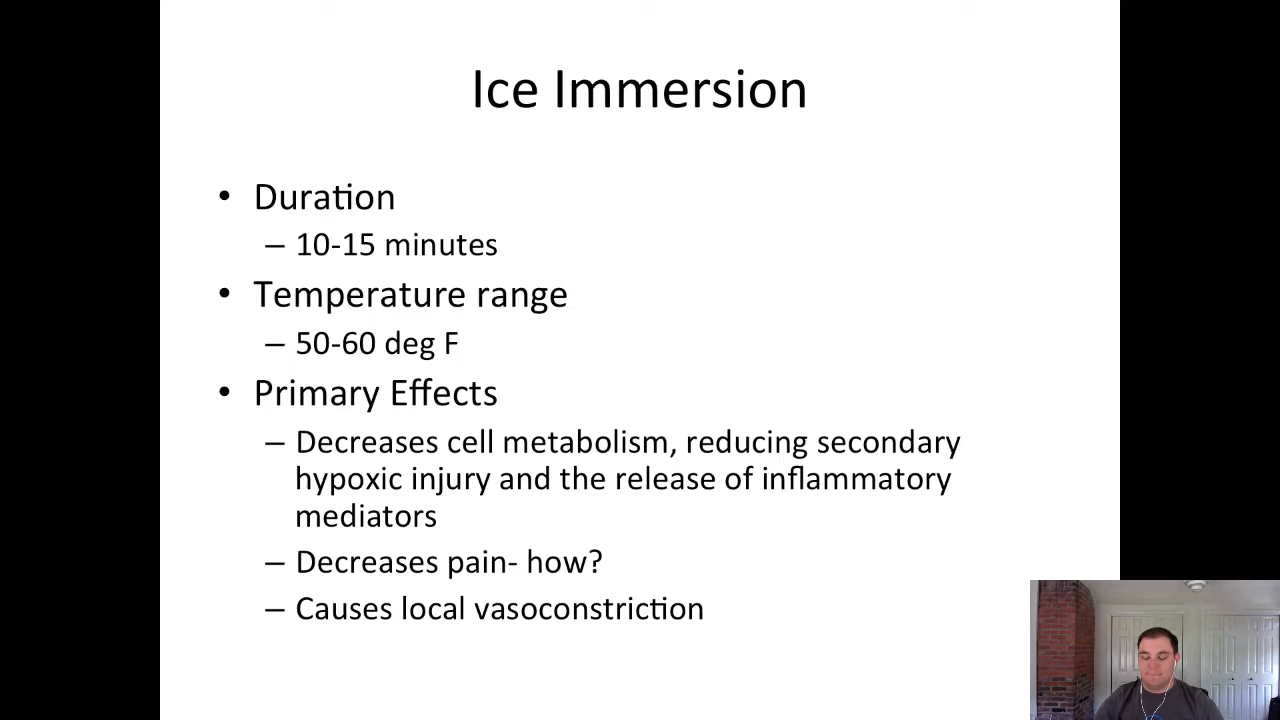 Ice Immersion
• Duration
– 10-15 minutes
• Temperature range
– 50-60 deg F
• Primary Effects
– Decreases cell metabolism, reducing secondary
hypoxic injury and the release of inflammatory
mediators
– Decreases pain- how?
– Causes local vasoconstriction